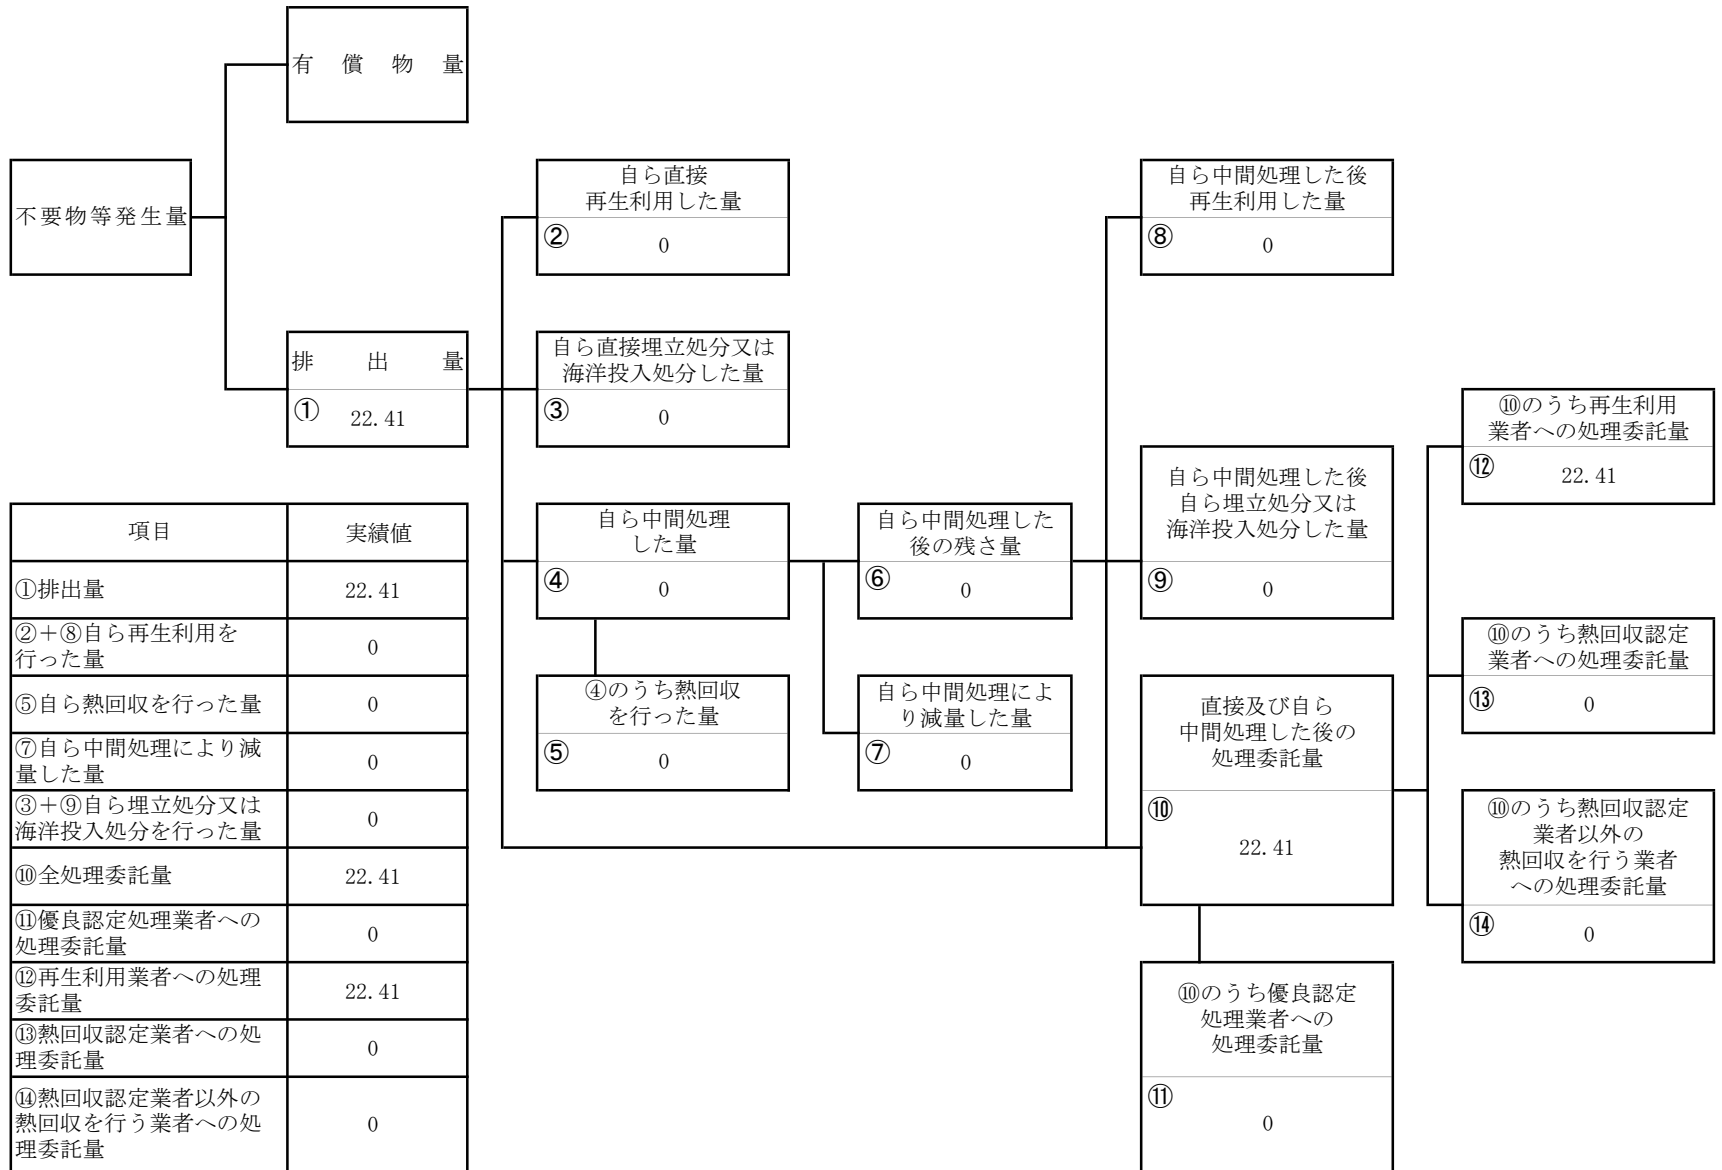 有償物量
不要物等発生量
排出量
①
22.41
自ら直接
再生利用した量
②
0
自ら直接埋立処分又は
海洋投入処分した量
③
0
自ら中間処理
した量
④
0
④のうち熱回収
を行った量
⑤
0
自ら中間処理した
後の残さ量
⑥
0
自ら中間処理によ
り減量した量
⑦
0
自ら中間処理した後
再生利用した量
⑧
0
自ら中間処理した後
自ら埋立処分又は
海洋投入処分した量
⑨
0
直接及び自ら
中間処理した後の
処理委託量
⑩
22.41
⑩のうち優良認定
処理業者への
処理委託量
⑪
0
⑩のうち再生利用
業者への処理委託量
⑫
22.41
⑩のうち熱回収認定
業者への処理委託量
⑬
0
⑩のうち熱回収認定
業者以外の
熱回収を行う業者
への処理委託量
⑭
0
項目 実績値
①排出量 22.41
②＋⑧自ら再生利用を
行った量 0
⑤自ら熱回収を行った量 0
⑦自ら中間処理により減
量した量 0
③＋⑨自ら埋立処分又は
海洋投入処分を行った量 0
⑩全処理委託量 22.41
⑪優良認定処理業者への
処理委託量 0
⑫再生利用業者への処理
委託量 22.41
⑬熱回収認定業者への処
理委託量 0
⑭熱回収認定業者以外の
熱回収を行う業者への処
理委託量 0